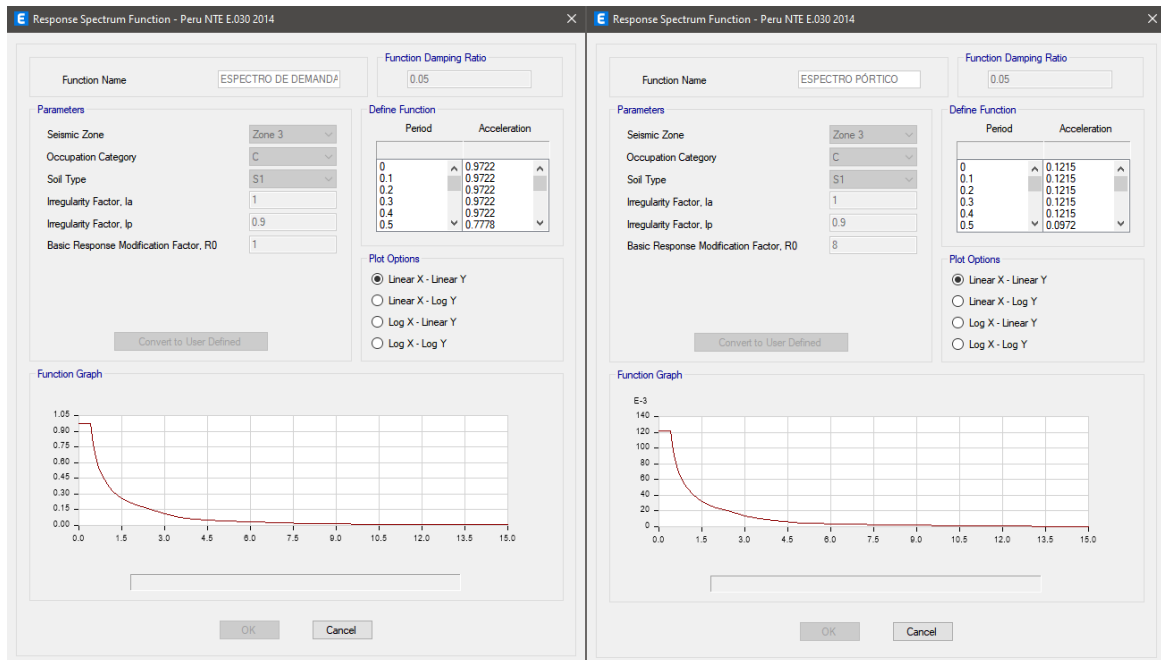 E Response Spectrum Function - Peru NTE E.030 2014
Function Name
ESPECTRO DE DEMANDA
Function Damping Ratio
0.05
Parameters
Seismic Zone
Zone 3
Occupation Category
C
Soil Type
S1
Irregularity Factor, Ia
1
Irregularity Factor, Ip
0.9
Basic Response Modification Factor, R0
1
Convert to User Defined
Define Function
Period Acceleration
0 0.9722
0.1 0.9722
0.2 0.9722
0.3 0.9722
0.4 0.9722
0.5 0.7778
Plot Options
Linear X - Linear Y
Linear X - Log Y
Log X - Linear Y
Log X - Log Y
Function Graph
1.05
0.90
0.75
0.60
0.45
0.30
0.15
0.00
0.0 1.5 3.0 4.5 6.0 7.5 9.0 10.5 12.0 13.5 15.0
OK Cancel
E Response Spectrum Function - Peru NTE E.030 2014
Function Name
ESPECTRO PÓRTICO
Function Damping Ratio
0.05
Parameters
Seismic Zone
Zone 3
Occupation Category
C
Soil Type
S1
Irregularity Factor, Ia
1
Irregularity Factor, Ip
0.9
Basic Response Modification Factor, R0
8
Convert to User Defined
Define Function
Period Acceleration
0 0.1215
0.1 0.1215
0.2 0.1215
0.3 0.1215
0.4 0.1215
0.5 0.0972
Plot Options
Linear X - Linear Y
Linear X - Log Y
Log X - Linear Y
Log X - Log Y
Function Graph
E-3
140
120
100
80
60
40
20
0
0.0 1.5 3.0 4.5 6.0 7.5 9.0 10.5 12.0 13.5 15.0
OK Cancel